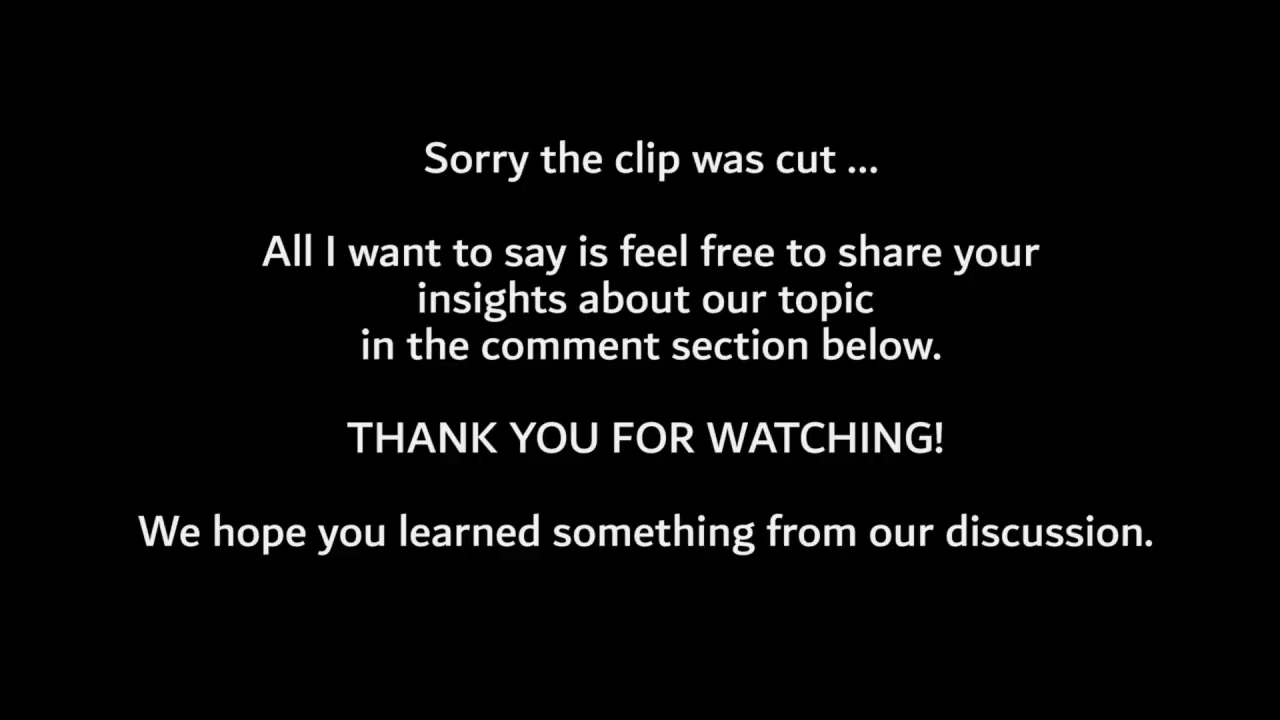 Sorry the clip was cut ...
All I want to say is feel free to share your
insights about our topic
in the comment section below.
THANK YOU FOR WATCHING!
We hope you learned something from our discussion.